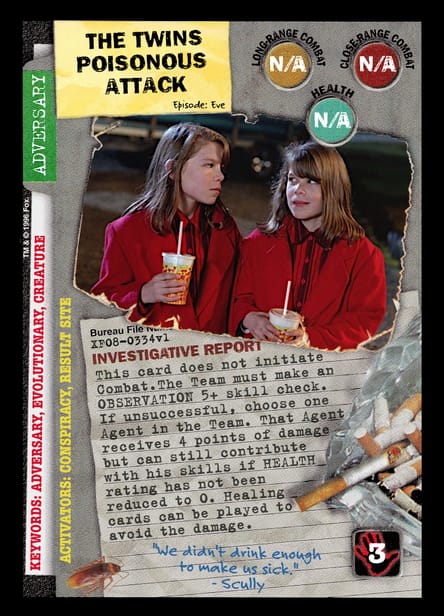 THE TWINS
POISONOUS
ATTACK
Episode: Eve
LONG-RANGE COMBAT
N/A
CLOSE-RANGE COMBAT
N/A
HEALTH
N/A
ADVERSARY
TM & © 1996 Fox.
KEYWORDS: ADVERSARY, EVOLUTIONARY, CREATURE
ACTIVATORS: CONSPIRACY, RESULT SITE
Bureau File
XF08-0334v1
INVESTIGATIVE REPORT
This card does not initiate
Combat.The Team must make an
OBSERVATION 5+ skill check.
If unsuccessful, choose one
Agent in the Team. That Agent
receives 4 points of damage
but can still contribute
with his skills if HEALTH
rating has not been
reduced to 0. Healing
cards can be played to
avoid the damage.
"We didn't drink enough
to make us sick."
- Scully
3